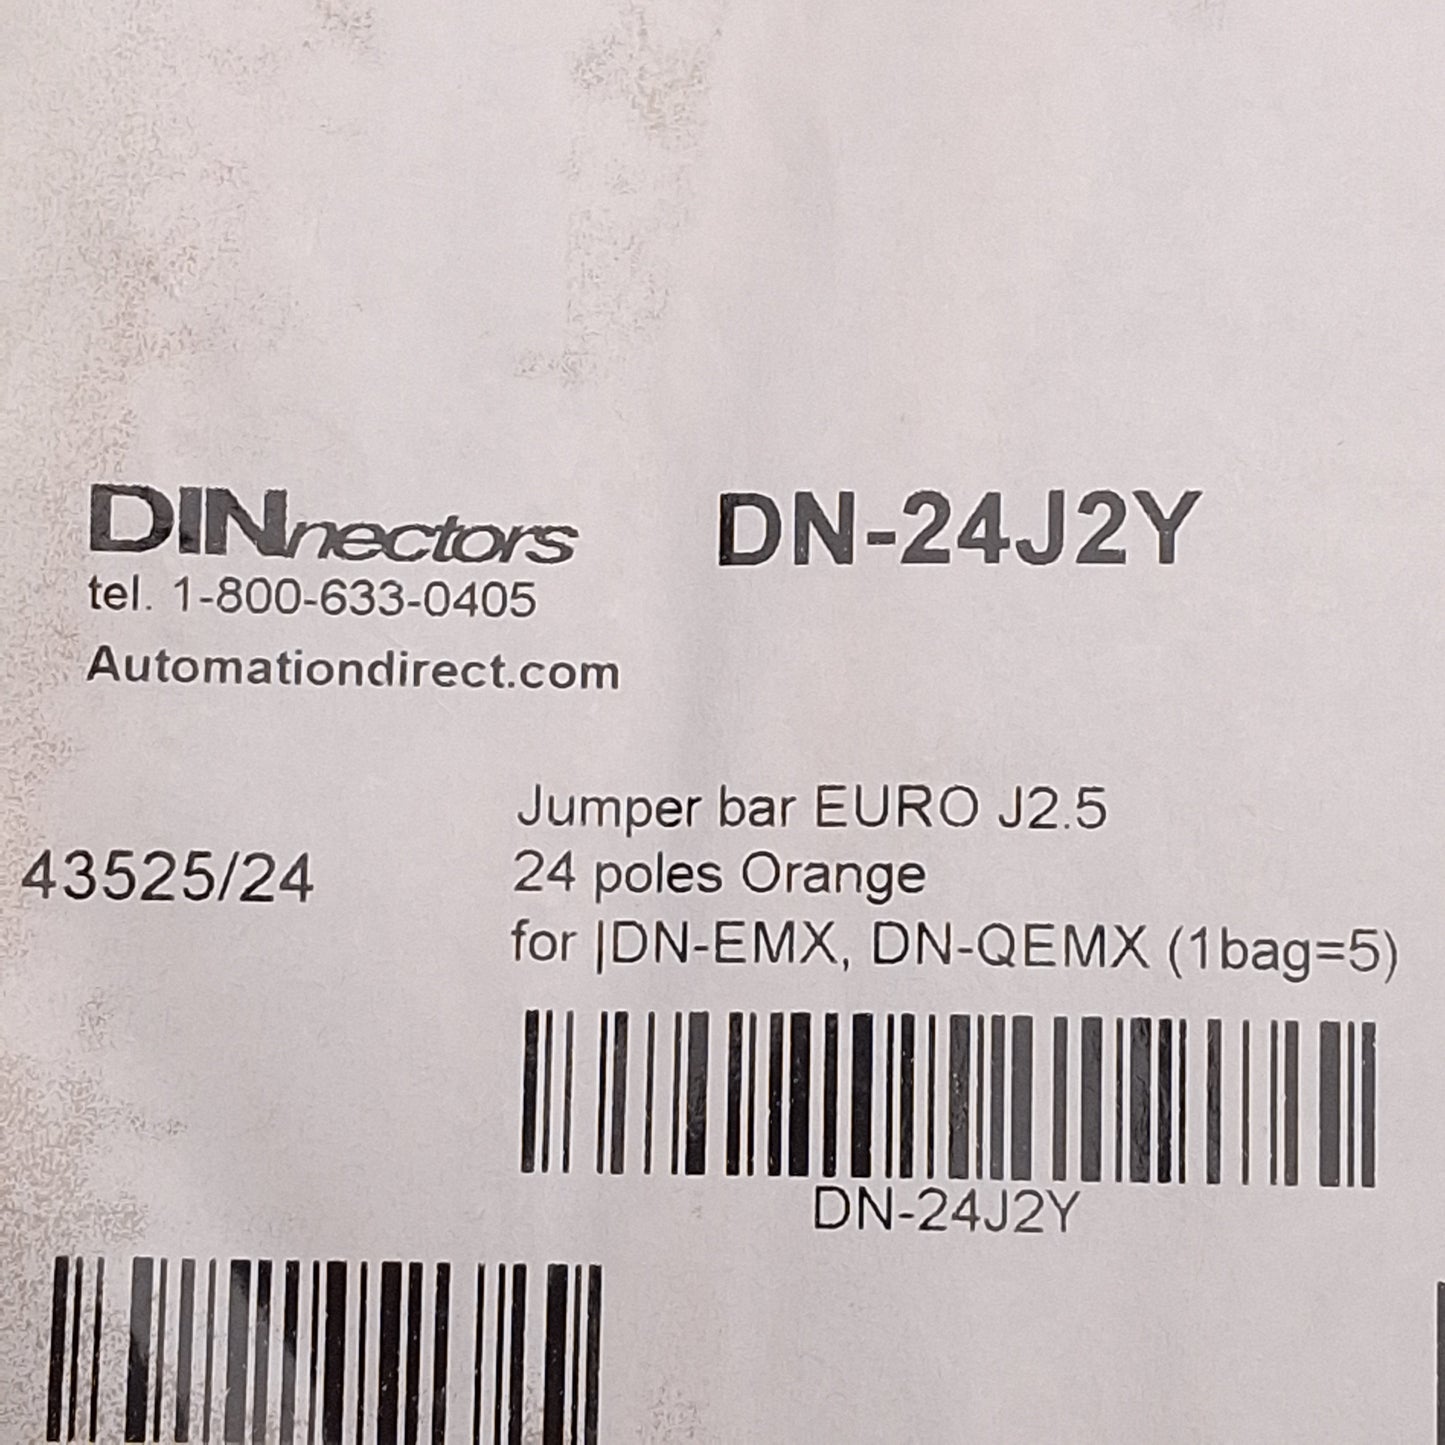 DINnectors DN-24J2Y
tel. 1-800-633-0405
Automationdirect.com
Jumper bar EURO J2.5
43525/24
24 poles Orange
for |DN-EMX, DN-QEMX (1bag=5)
DN-24J2Y